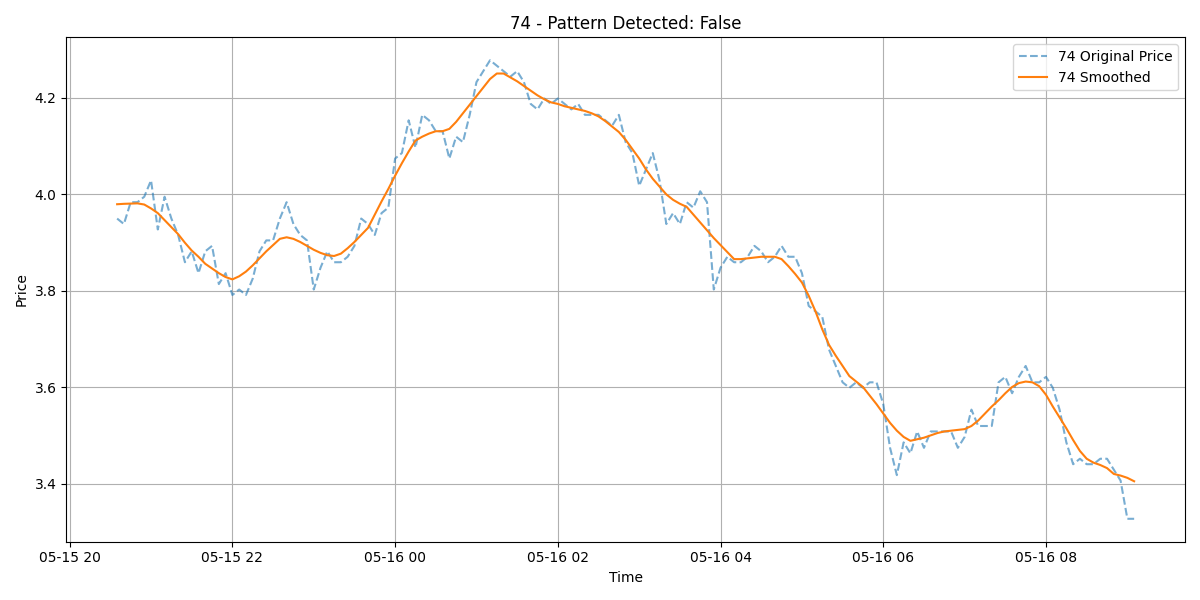 74 - Pattern Detected: False
74 Original Price
74 Smoothed
Price
4.2
4.0
3.8
3.6
3.4
05-15 20
05-15 22
05-16 00
05-16 02
05-16 04
05-16 06
05-16 08
Time